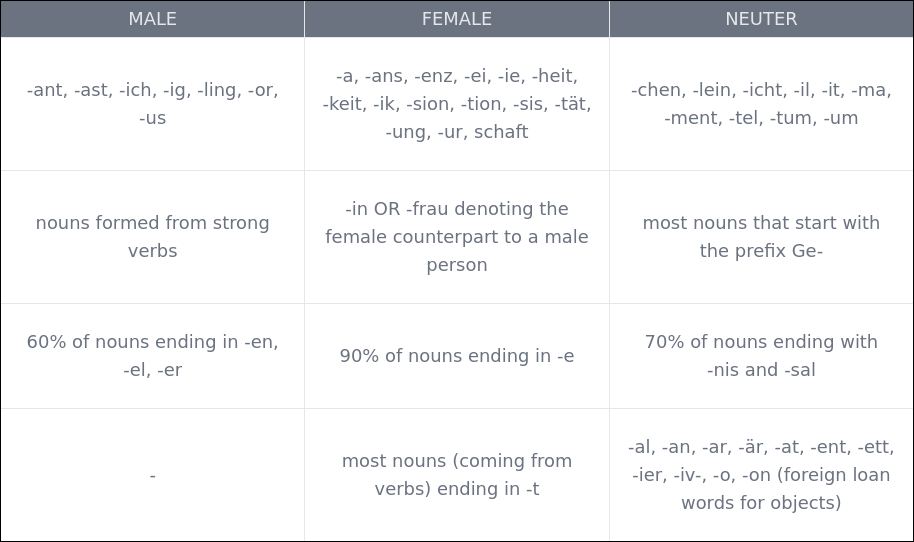 MALE FEMALE NEUTER
-ant, -ast, -ich, -ig, -ling, -or,
-us
-a, -ans, -enz, -ei, -ie, -heit,
-keit, -ik, -sion, -tion, -sis, -tät,
-ung, -ur, schaft
-chen, -lein, -icht, -il, -it, -ma,
-ment, -tel, -tum, -um
nouns formed from strong
verbs
-in OR -frau denoting the
female counterpart to a male
person
most nouns that start with
the prefix Ge-
60% of nouns ending in -en,
-el, -er
90% of nouns ending in -e
70% of nouns ending with
-nis and -sal
-
most nouns (coming from
verbs) ending in -t
-al, -an, -ar, -är, -at, -ent, -ett,
-ier, -iv-, -o, -on (foreign loan
words for objects)